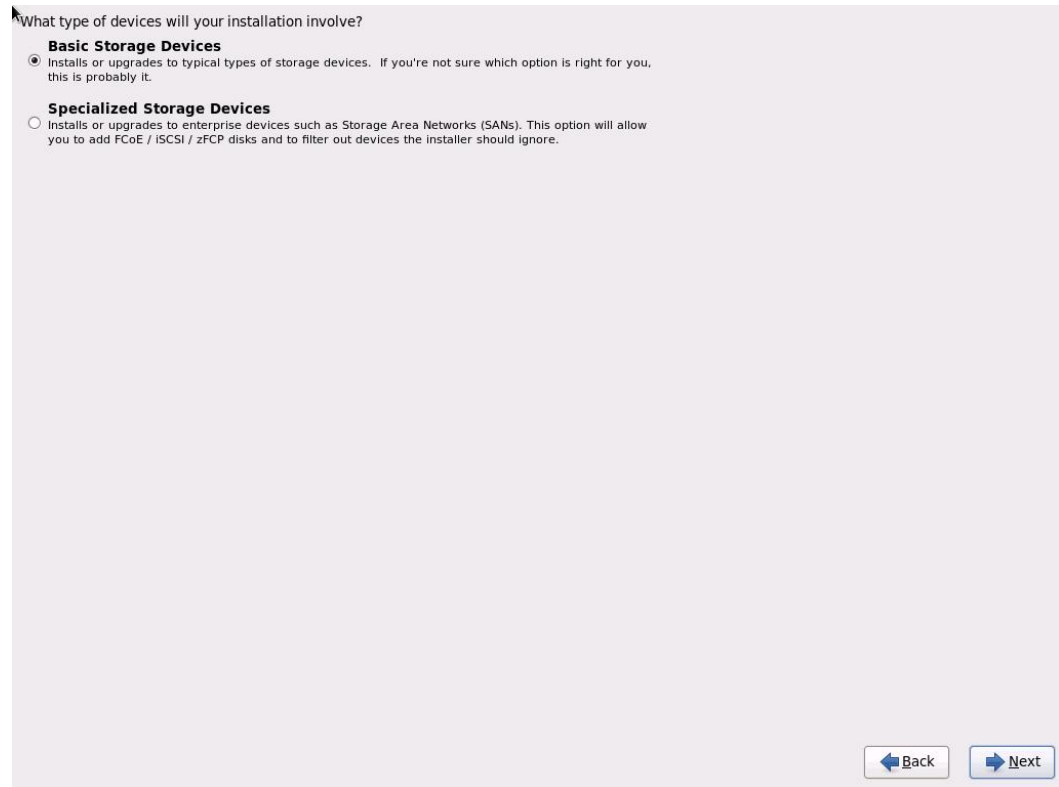 What type of devices will your installation involve?
Basic Storage Devices
Installs or upgrades to typical types of storage devices.  If you're not sure which option is right for you,
this is probably it.
Specialized Storage Devices
Installs or upgrades to enterprise devices such as Storage Area Networks (SANs). This option will allow
you to add FCoE / iSCSI / zFCP disks and to filter out devices the installer should ignore.
Back
Next